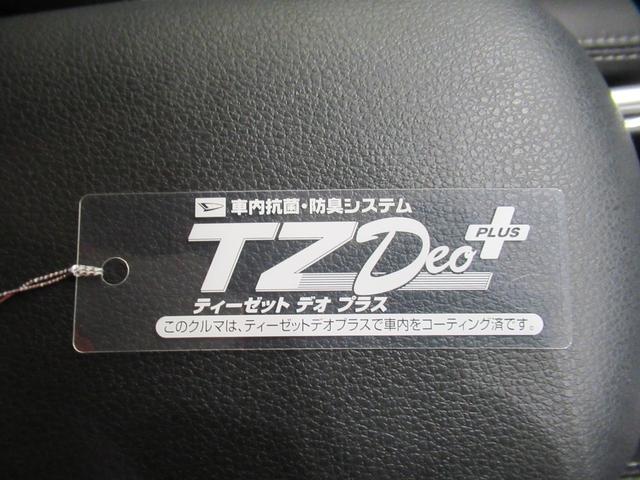 車内抗菌・防臭システム
TZ Deo PLUS
ティーゼット デオ プラス
このクルマは、ティーゼットデオプラスで車内をコーティング済です。